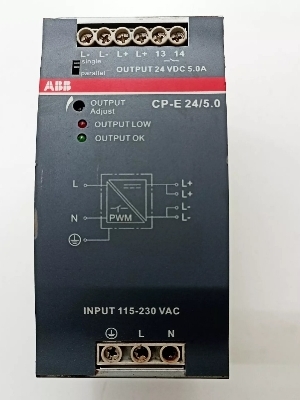 L- L- L+ L+ 13 14
single
parallel
OUTPUT 24 VDC 5.0A
ABB
OUTPUT
Adjust
CP-E 24/5.0
OUTPUT LOW
OUTPUT OK
L
L+
L+
N
L-
L-
PWM
INPUT 115-230 VAC
L N